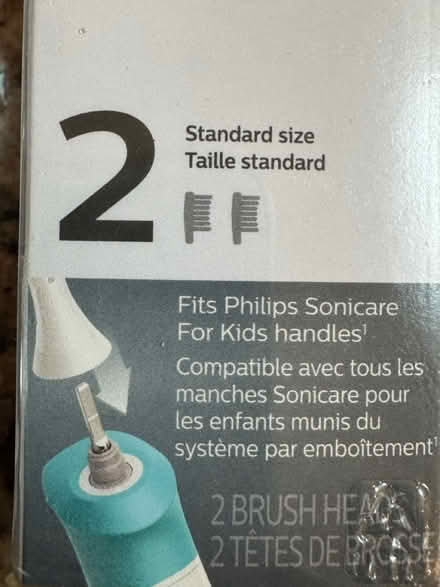 2
Standard size
Taille standard
Fits Philips Sonicare
For Kids handles¹
Compatible avec tous les
manches Sonicare pour
les enfants munis du
système par emboîtement¹
2 BRUSH HEADS
2 TÊTES DE BROSSE